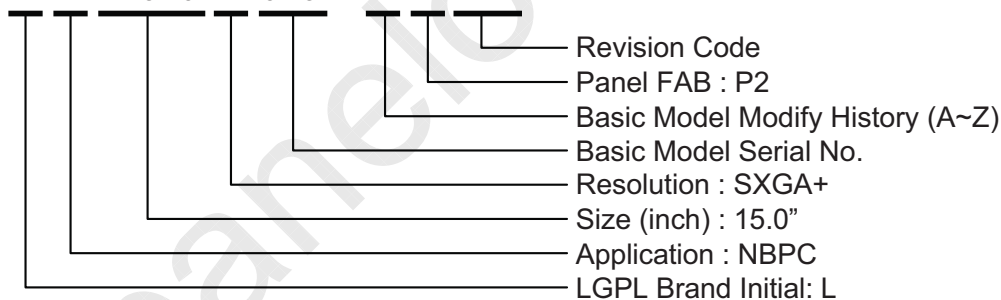 Revision Code
Panel FAB : P2
Basic Model Modify History (A~Z)
Basic Model Serial No.
Resolution : SXGA+
Size (inch) : 15.0”
Application : NBPC
LGPL Brand Initial: L